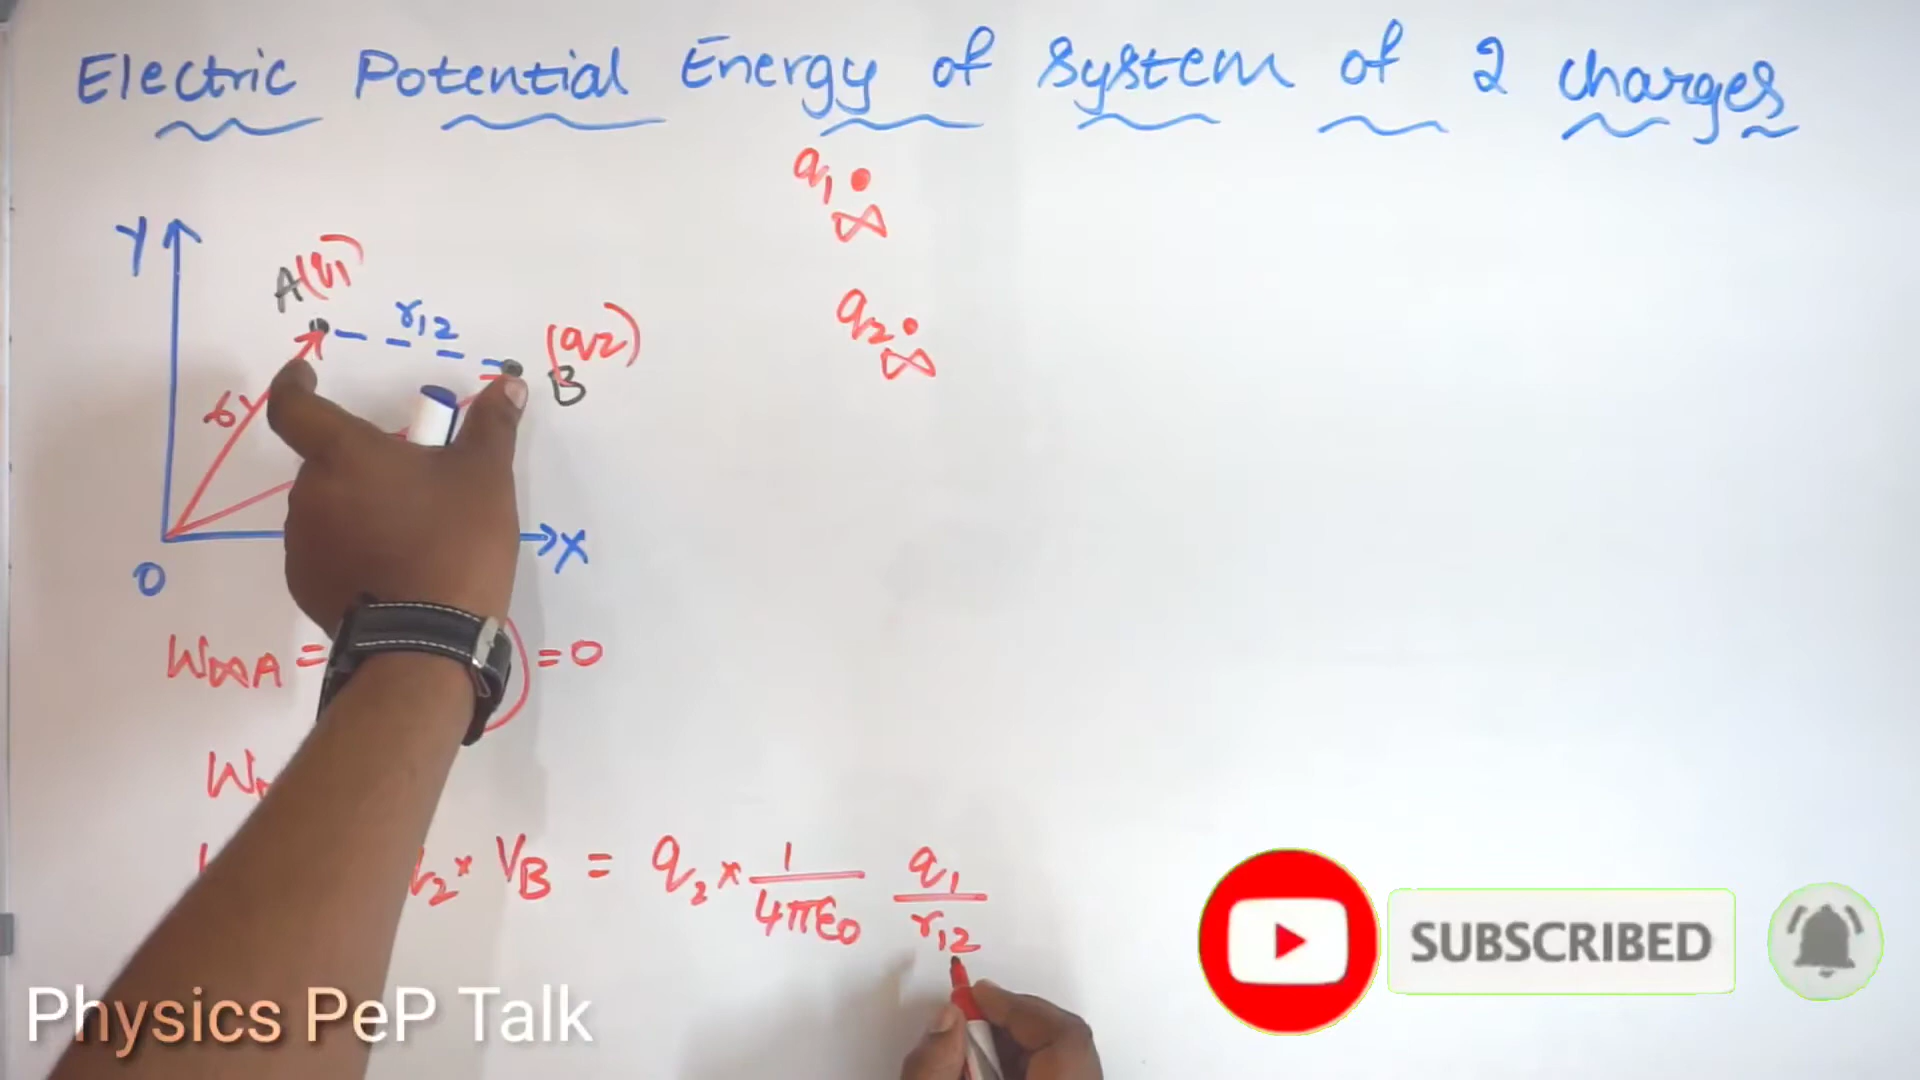 Electric Potential Energy of System of 2 charges
q1
∞
q2
∞
Y
A(q1)
r12
(q2)
B
X
O
W∞A = = 0
VB = q2 × 1/4πε0 q1/r12
SUBSCRIBED
Physics PeP Talk